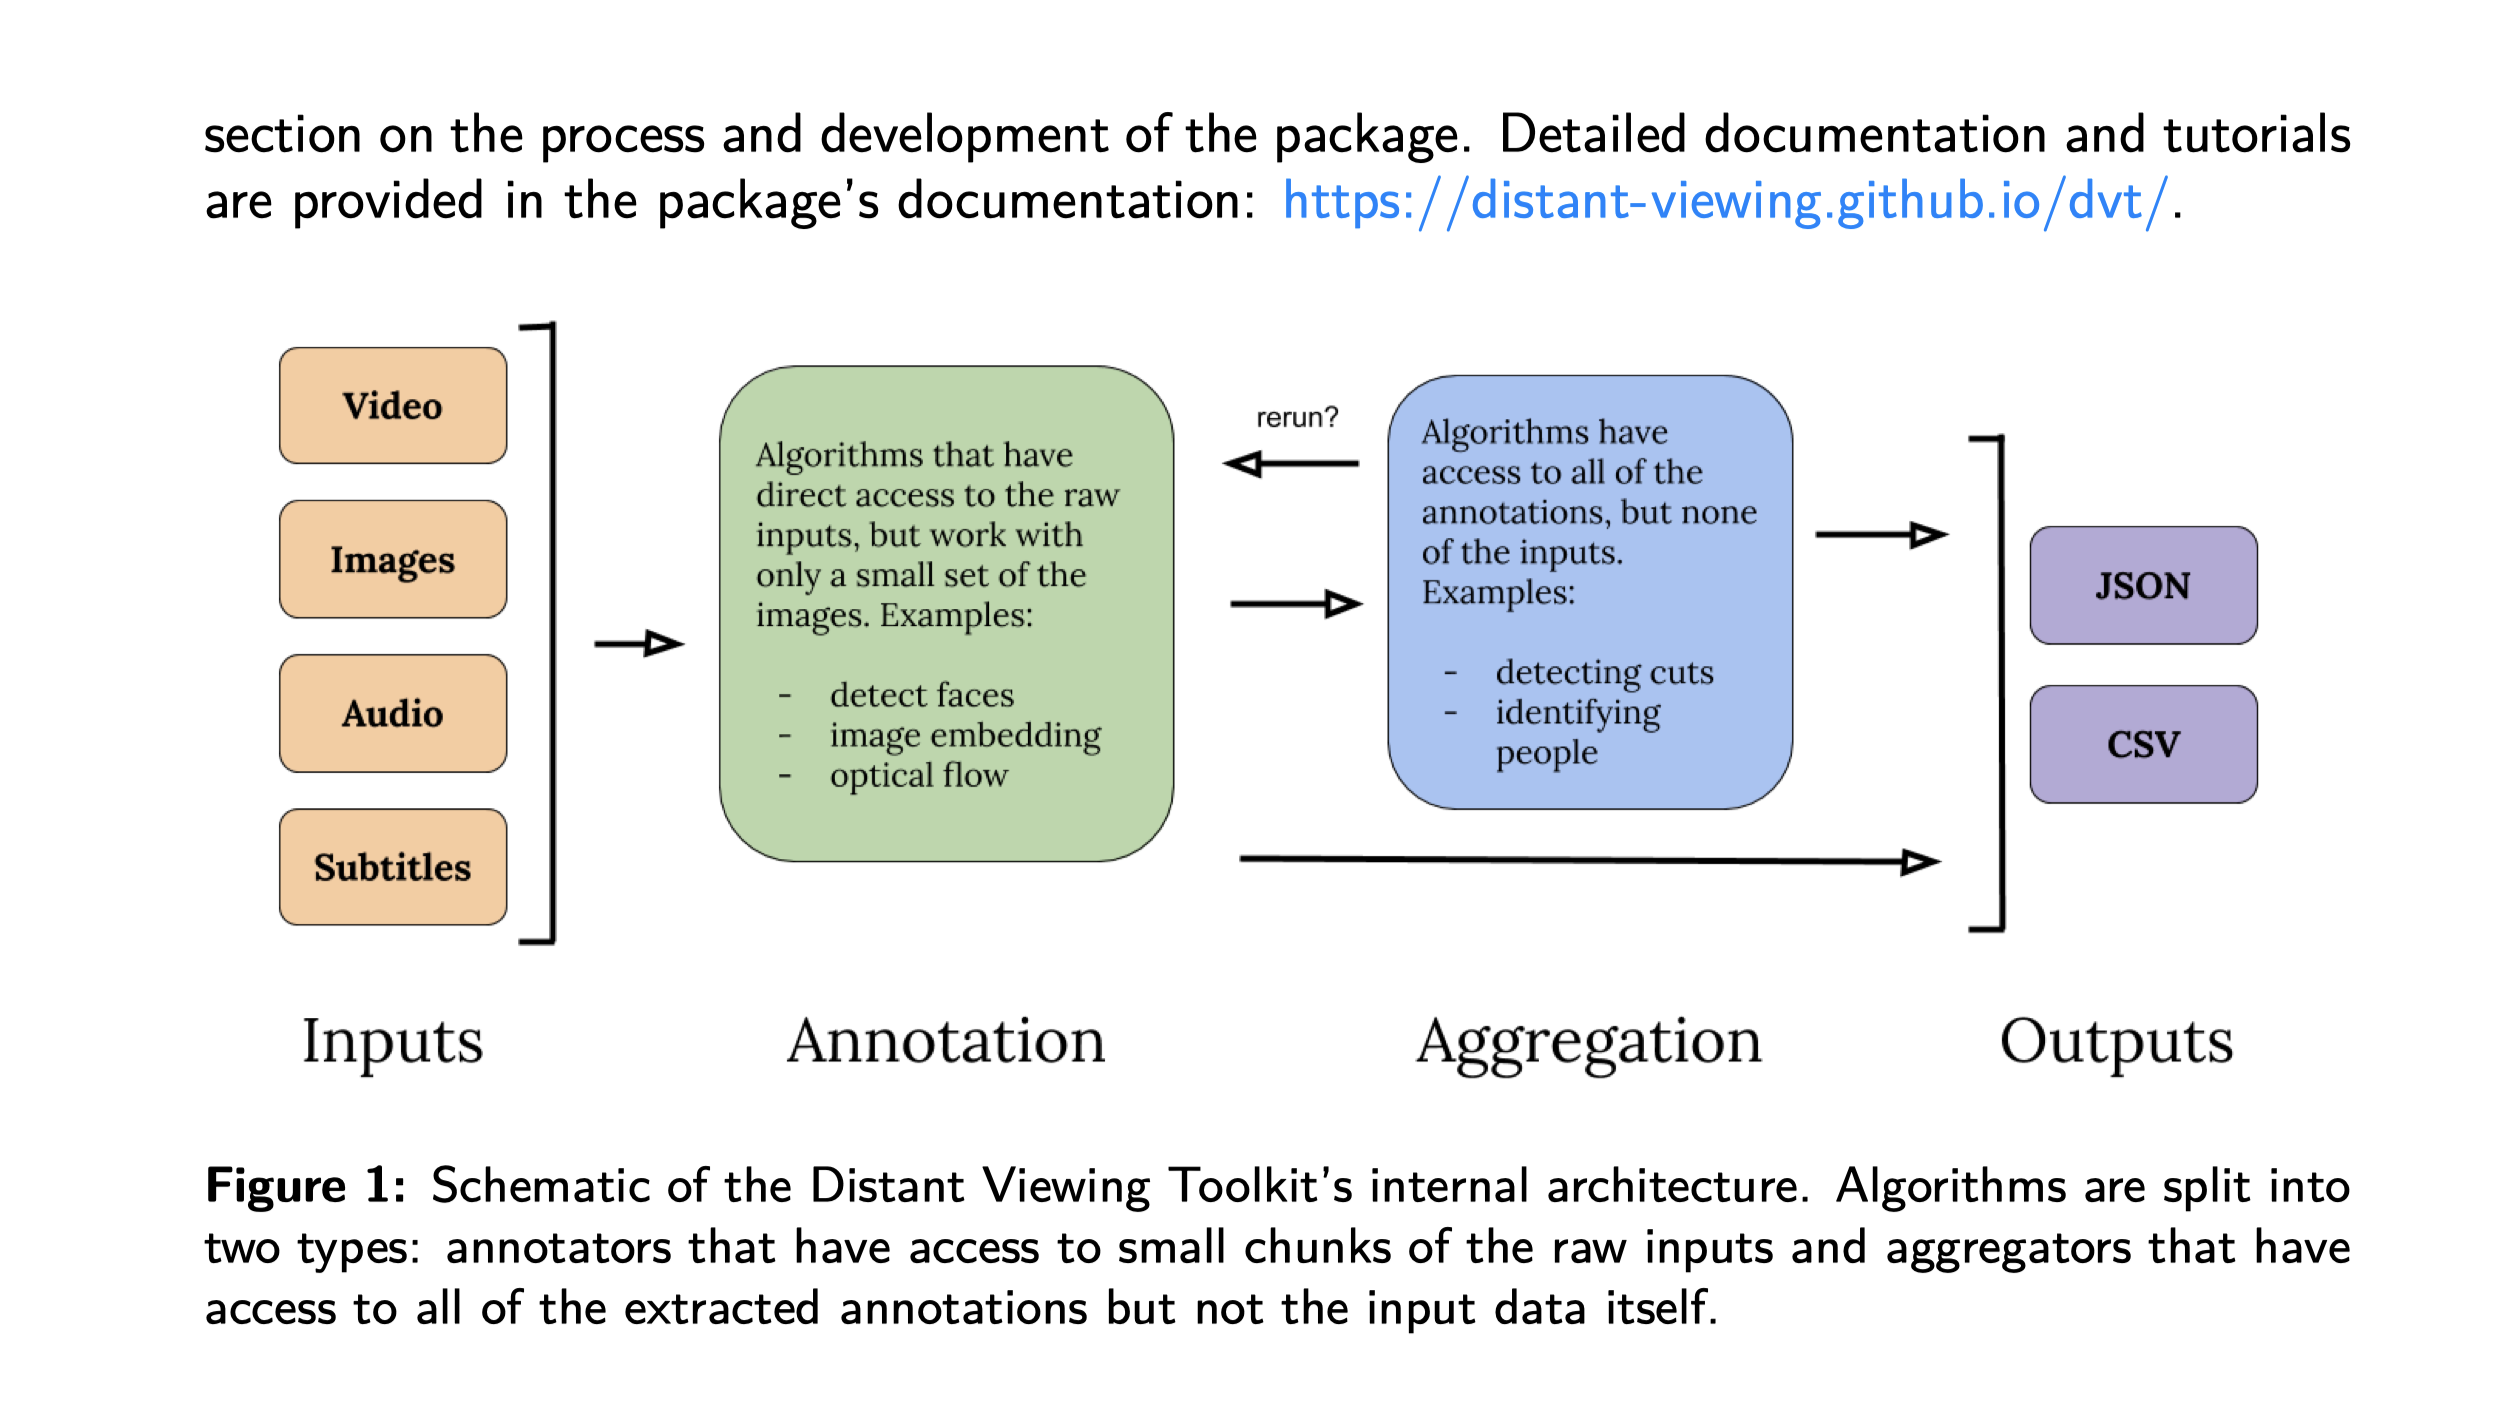 section on the process and development of the package. Detailed documentation and tutorials
are provided in the package's documentation: https://distant-viewing.github.io/dvt/.
Video
Images
Audio
Subtitles
Algorithms that have
direct access to the raw
inputs, but work with
only a small set of the
images. Examples:
- detect faces
- image embedding
- optical flow
rerun?
Algorithms have
access to all of the
annotations, but none
of the inputs.
Examples:
- detecting cuts
- identifying
people
JSON
CSV
Inputs
Annotation
Aggregation
Outputs
Figure 1: Schematic of the Distant Viewing Toolkit's internal architecture. Algorithms are split into
two types: annotators that have access to small chunks of the raw inputs and aggregators that have
access to all of the extracted annotations but not the input data itself.